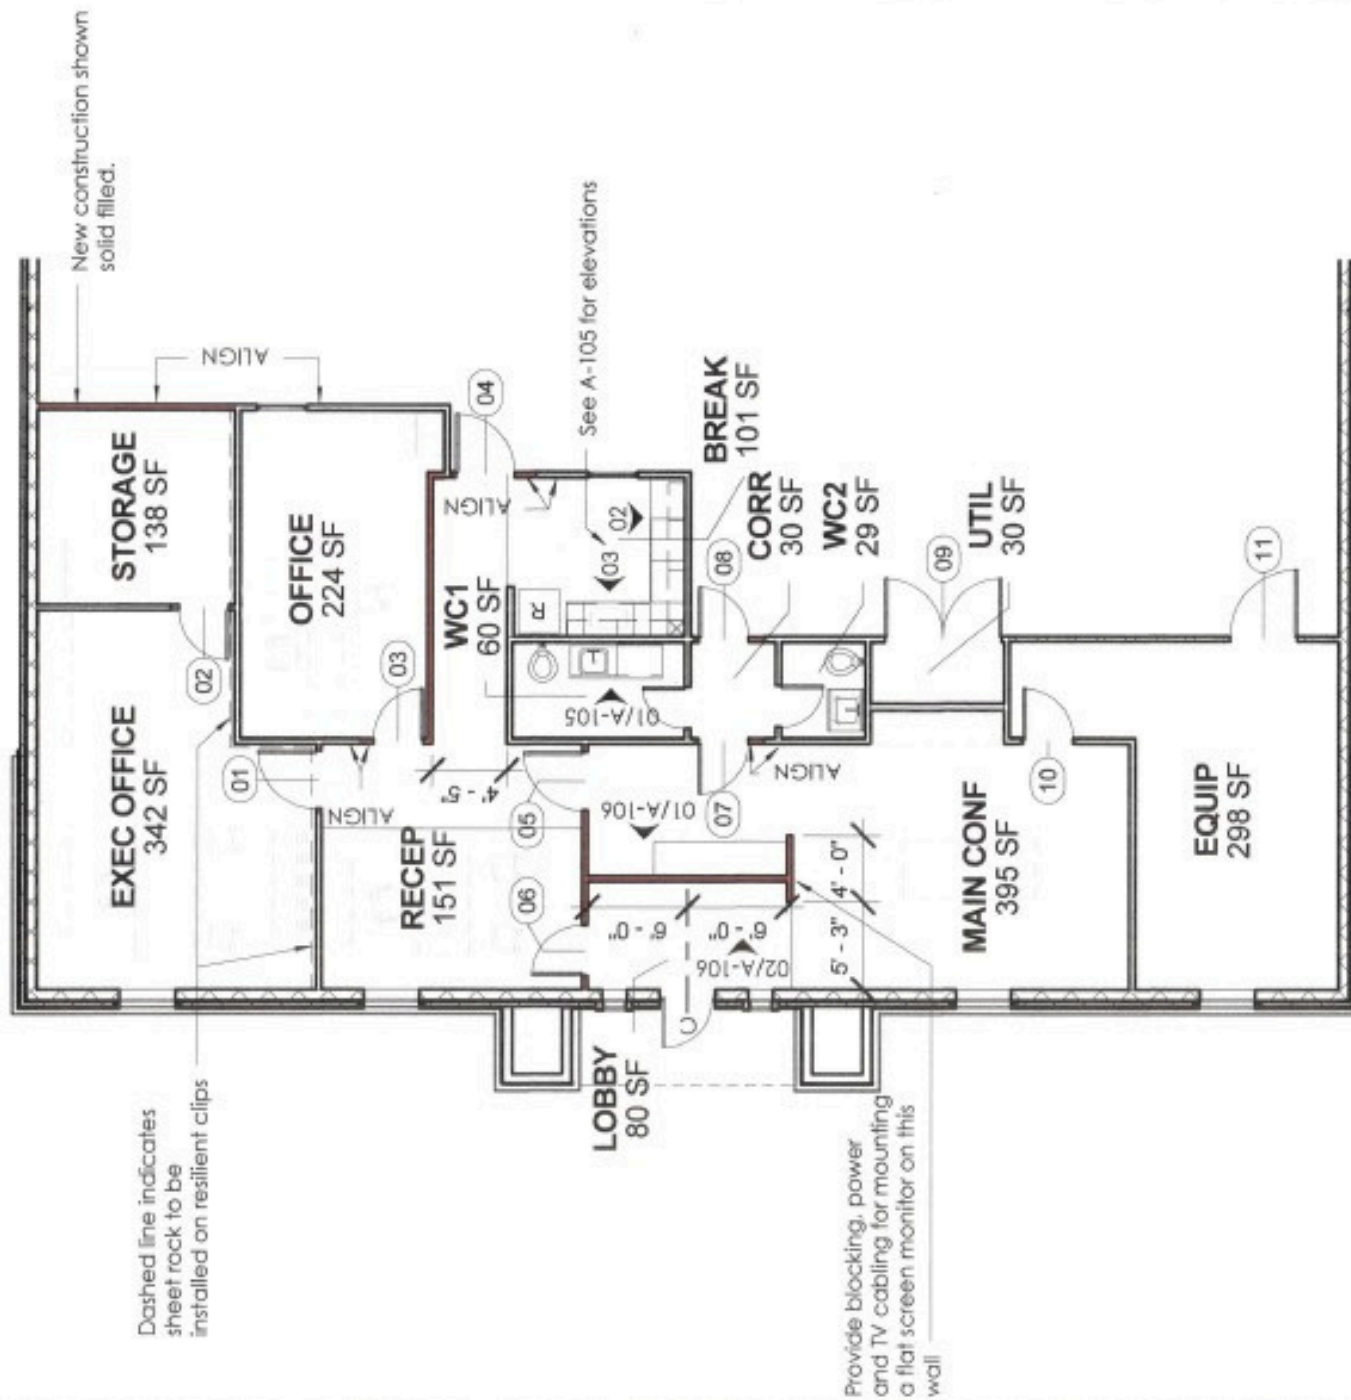 New construction shown
solid filled.
ALIGN
STORAGE
138 SF
OFFICE
224 SF
EXEC OFFICE
342 SF
02
03
01
04
ALIGN
See A-105 for elevations
BREAK
101 SF
02
03
R
WC1
60 SF
01/A-105
CORR
30 SF
WC2
29 SF
UTIL
30 SF
08
09
11
ALIGN
4' - 5"
RECEP
151 SF
05
06
01/A-106
07
ALIGN
10
EQUIP
298 SF
MAIN CONF
395 SF
4' - 0"
5' - 3"
6' - 0"
6' - 0"
02/A-106
LOBBY
80 SF
Dashed line indicates
sheet rock to be
installed on resilient clips
Provide blocking, power
and TV cabling for mounting
a flat screen monitor on this
wall